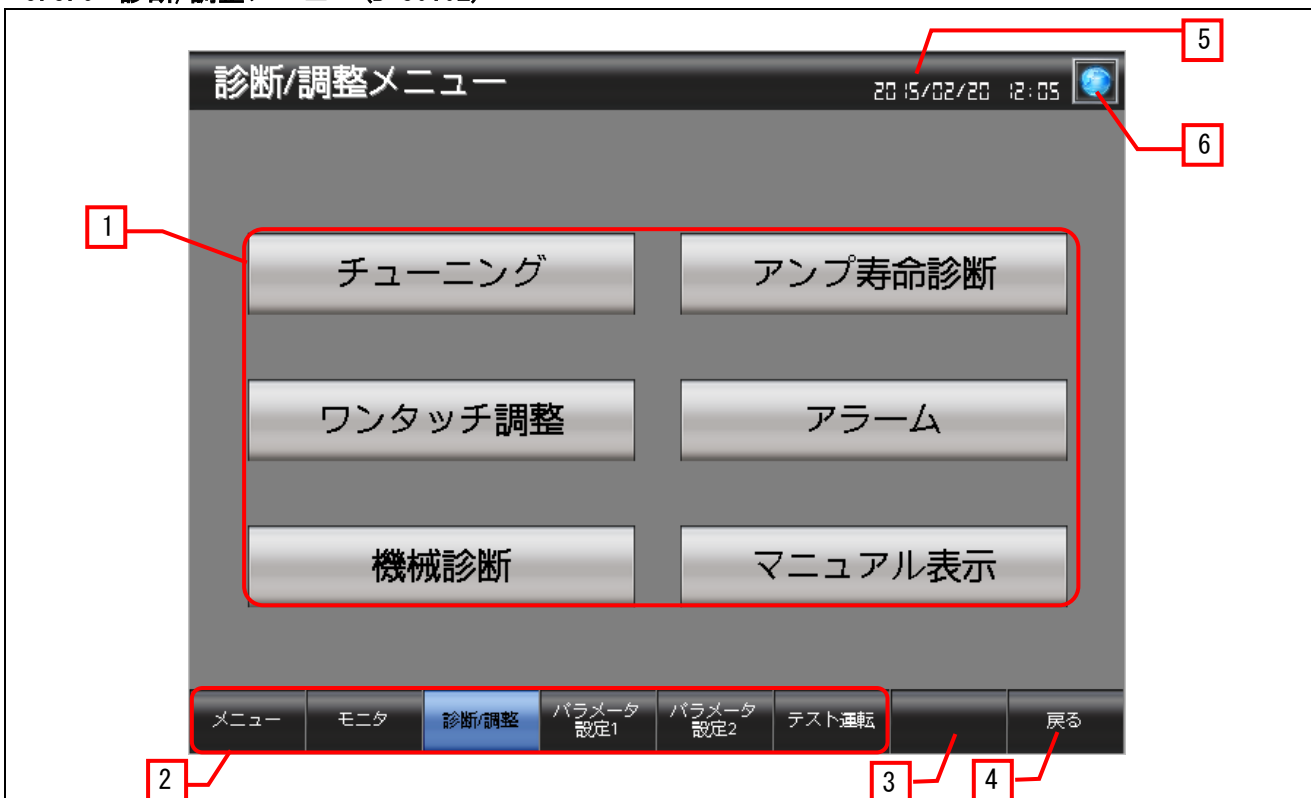 5
診断/調整メニュー
2015/02/20 12:05
6
1
チューニング
アンプ寿命診断
ワンタッチ調整
アラーム
機械診断
マニュアル表示
メニュー
モニタ
診断/調整
パラメータ
設定1
パラメータ
設定2
テスト運転
戻る
2
3
4